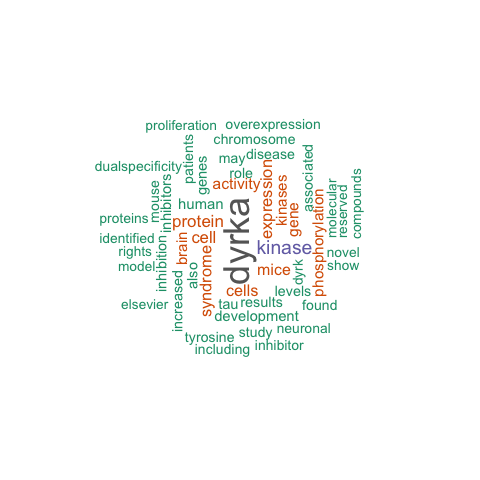 proliferation
overexpression
chromosome
patients
may
disease
dualspecificity
genes
role
associated
activity
mouse
inhibitors
human
expression
kinases
molecular
reserved
compounds
proteins
protein
dyrka
gene
phosphorylation
identified
cell
kinase
rights
brain
novel
model
inhibition
also
syndrome
mice
dyrk
show
cells
levels
elsevier
increased
tau
results
found
development
tyrosine
study
neuronal
including
inhibitor